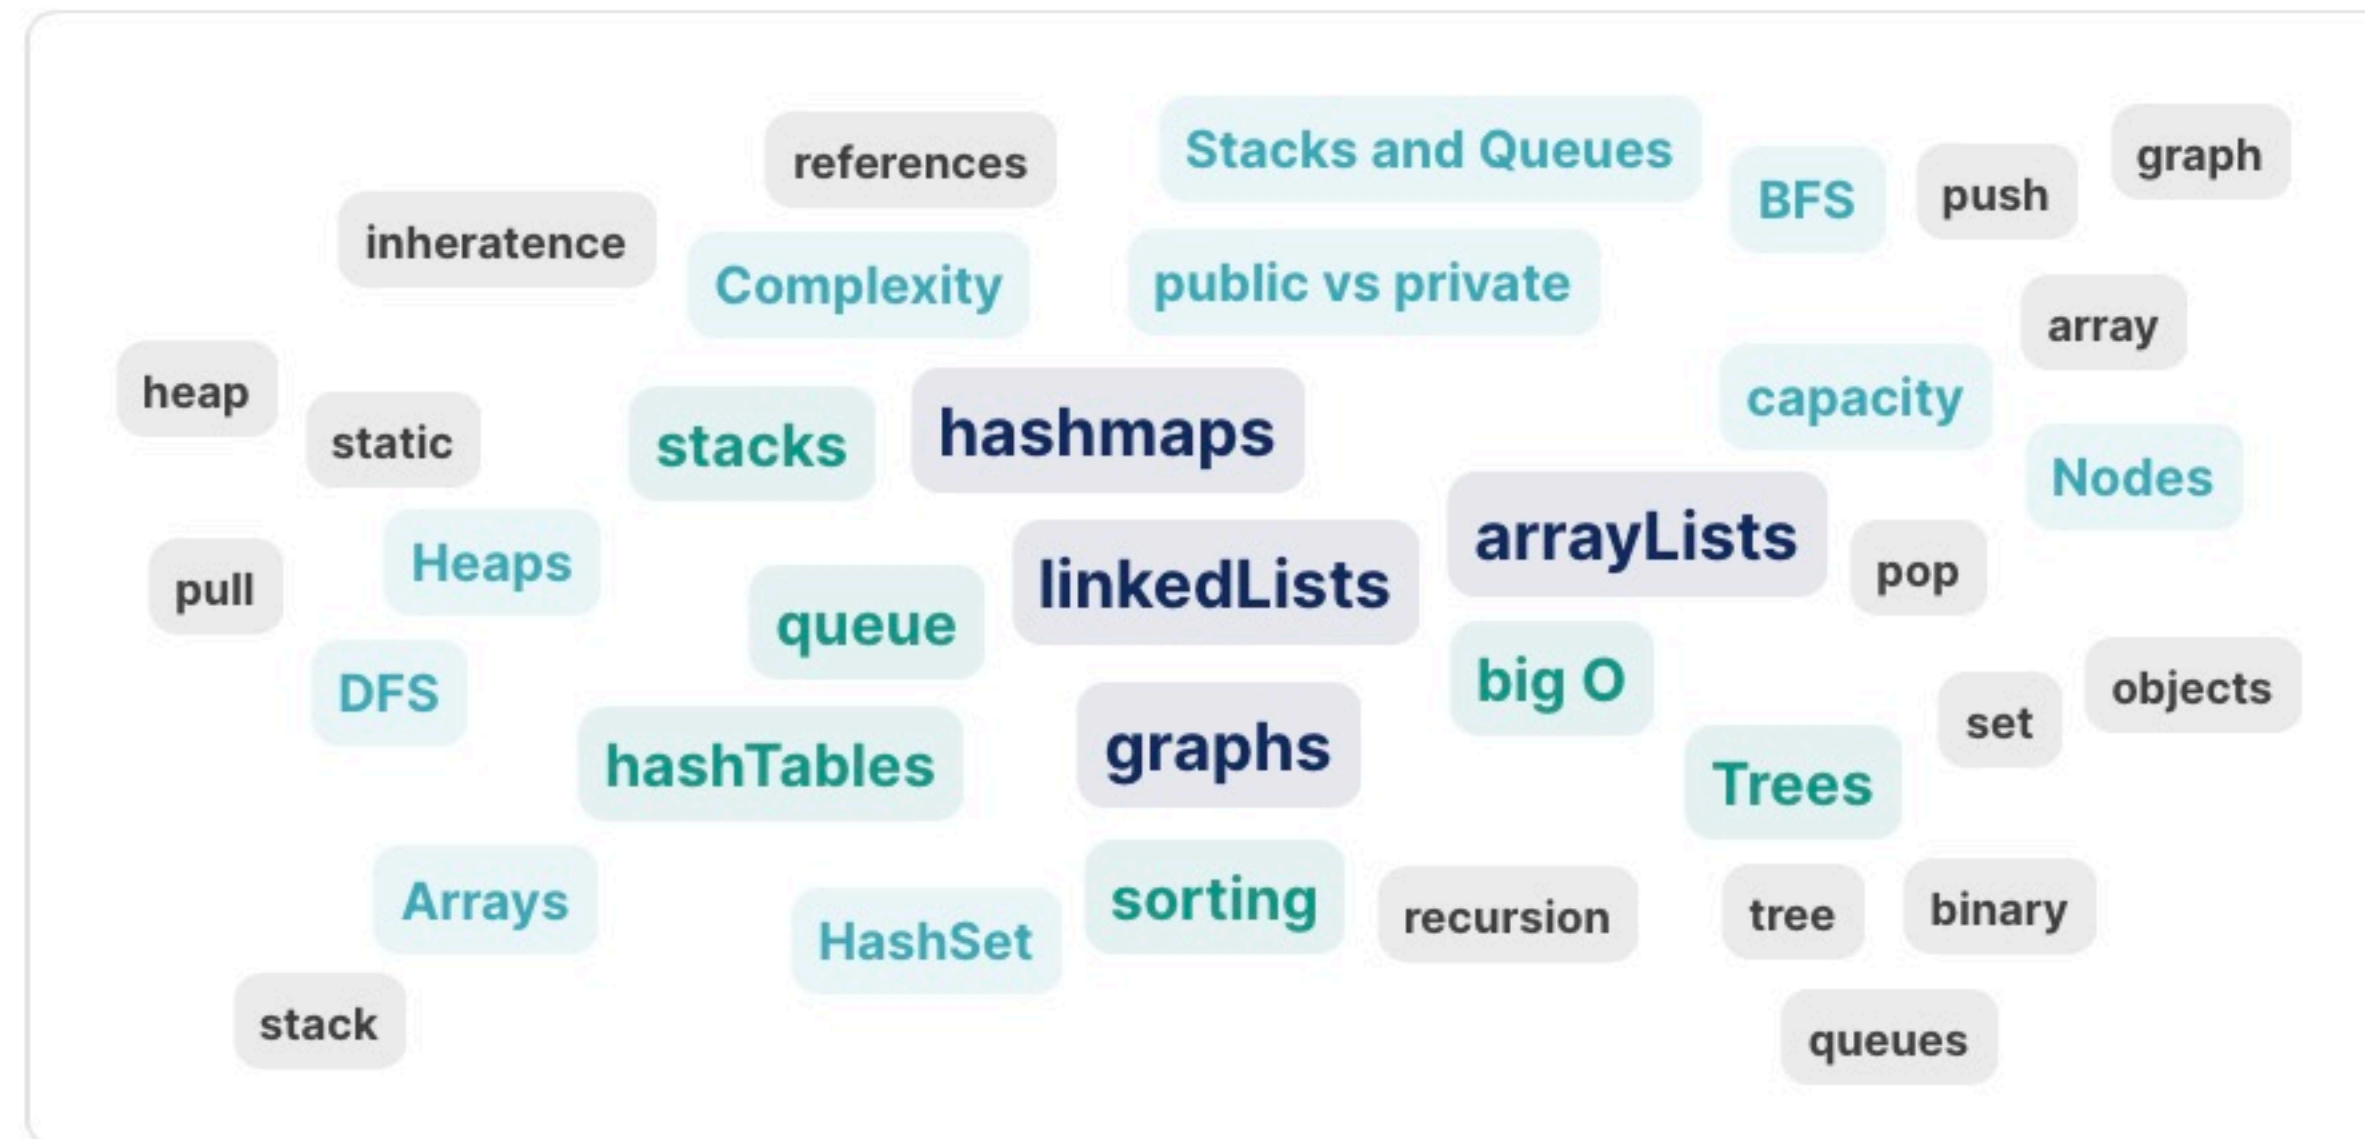 Stacks and Queues
graph
references
BFS
push
inheratence
Complexity
public vs private
array
heap
static
stacks
hashmaps
capacity
Nodes
arrayLists
pull
Heaps
linkedLists
pop
queue
DFS
big O
objects
set
hashTables
graphs
Trees
Arrays
HashSet
sorting
recursion
tree
binary
stack
queues